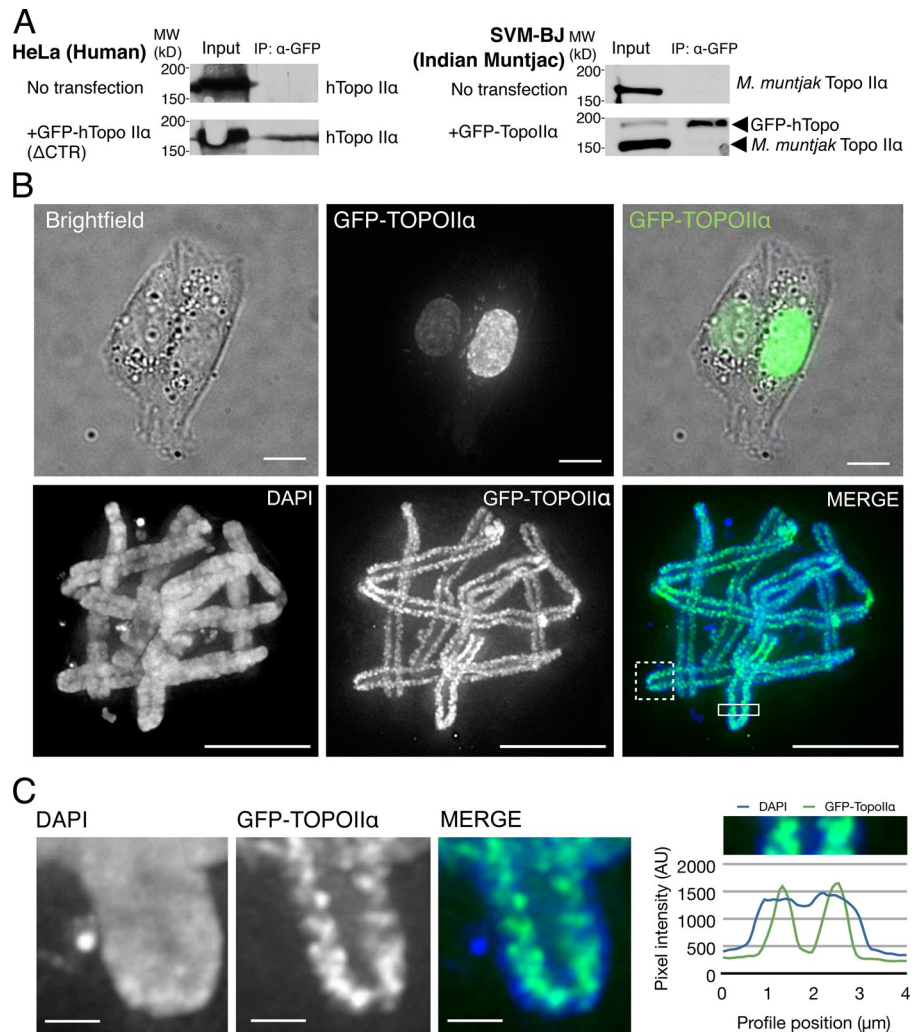 A
HeLa (Human)
MW
(kD)
Input
IP: α-GFP
No transfection
200-
150-
hTopo IIα
+GFP-hTopo IIα
(ΔCTR)
200-
150-
hTopo IIα
SVM-BJ
(Indian Muntjac)
MW
(kD)
Input
IP: α-GFP
No transfection
200-
150-
M. muntjak Topo IIα
+GFP-TopoIIα
200-
150-
GFP-hTopo
M. muntjak Topo IIα
B
Brightfield
GFP-TOPOIIα
GFP-TOPOIIα
DAPI
GFP-TOPOIIα
MERGE
C
DAPI
GFP-TOPOIIα
MERGE
DAPI
GFP-TopoIIα
Pixel intensity (AU)
2000
1500
1000
500
0
0 1 2 3 4
Profile position (µm)